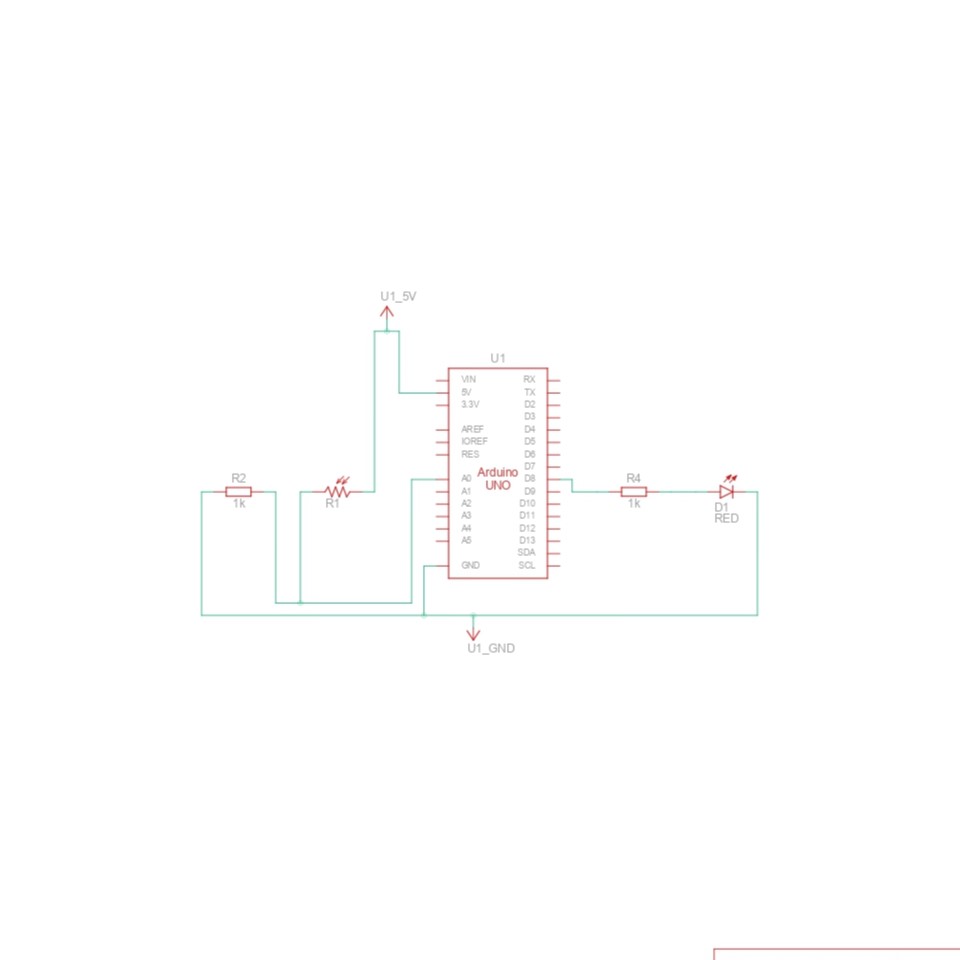 U1_5V
U1
VIN
5V
3.3V
AREF
IOREF
RES
A0
A1
A2
A3
A4
A5
GND
Arduino
UNO
RX
TX
D2
D3
D4
D5
D6
D7
D8
D9
D10
D11
D12
D13
SDA
SCL
R2
1k
R1
R4
1k
D1
RED
U1_GND